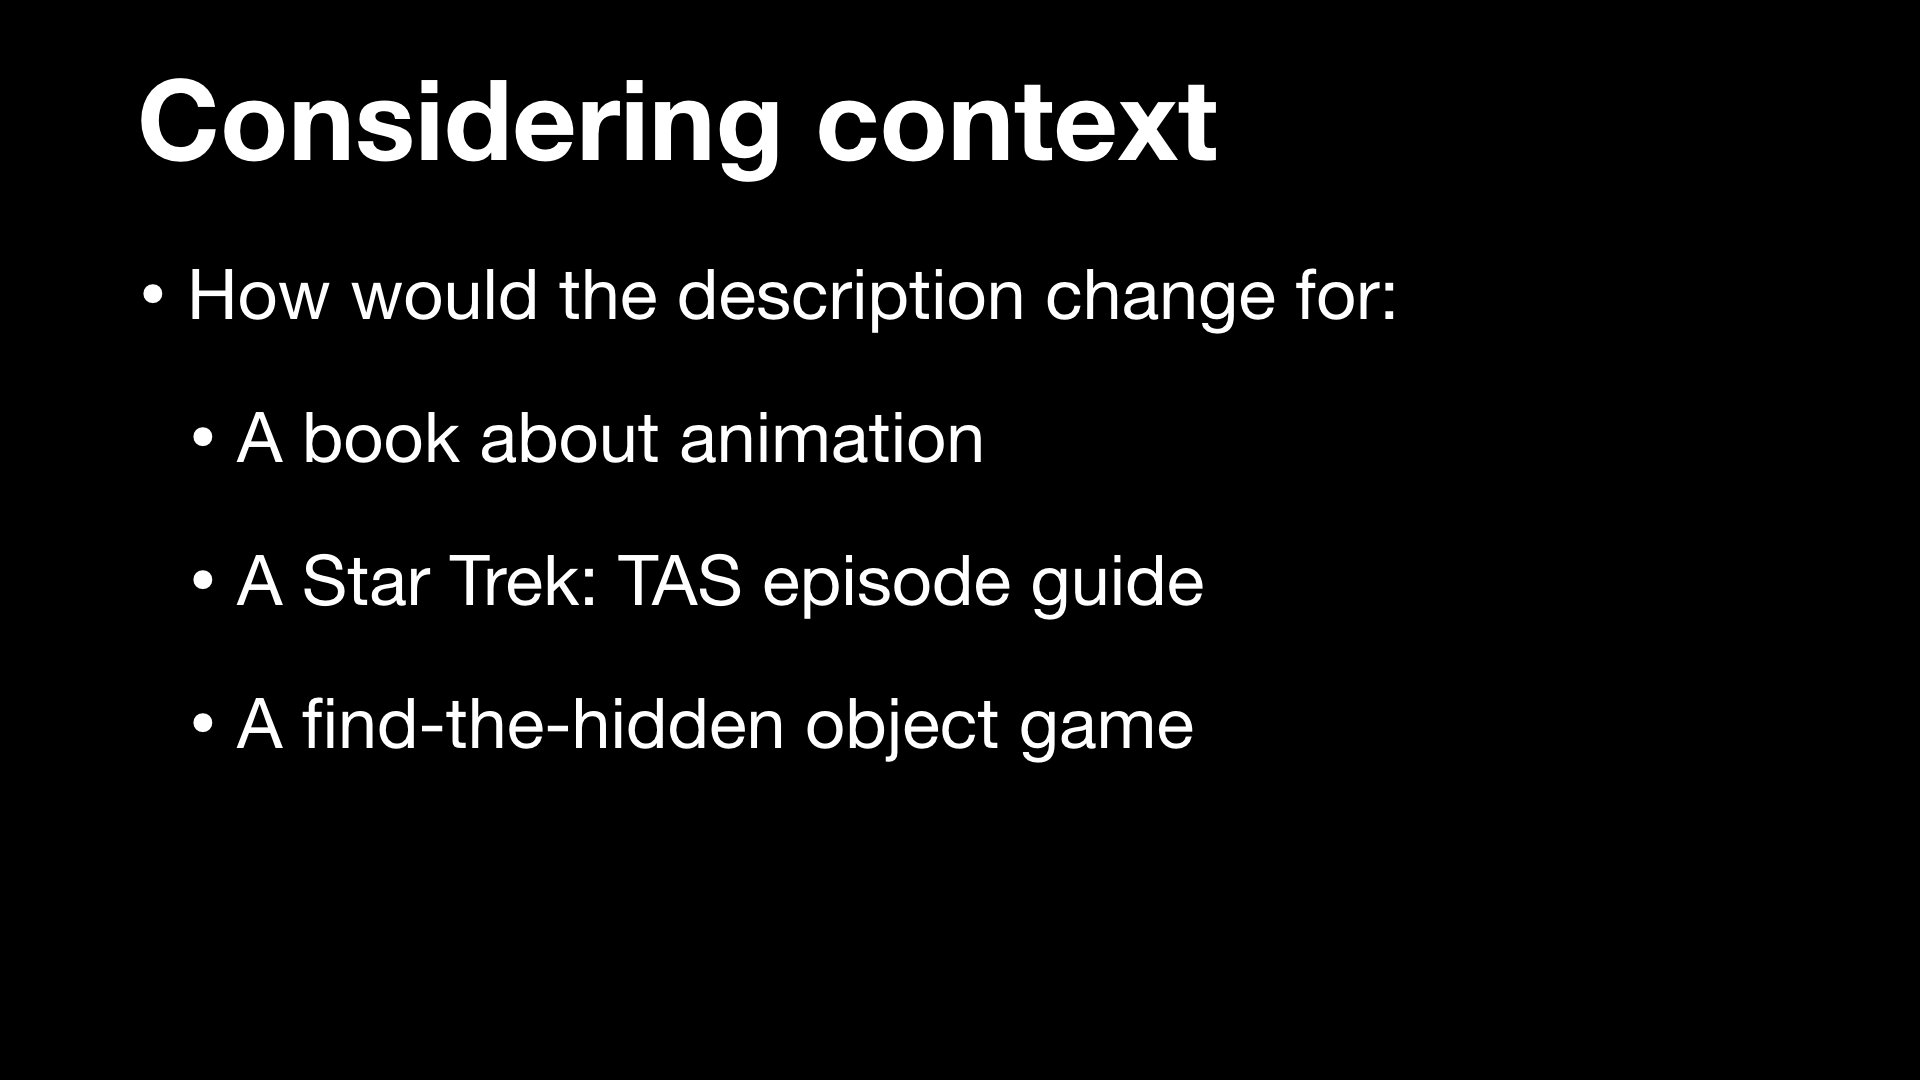 Considering context
• How would the description change for:
• A book about animation
• A Star Trek: TAS episode guide
• A find-the-hidden object game